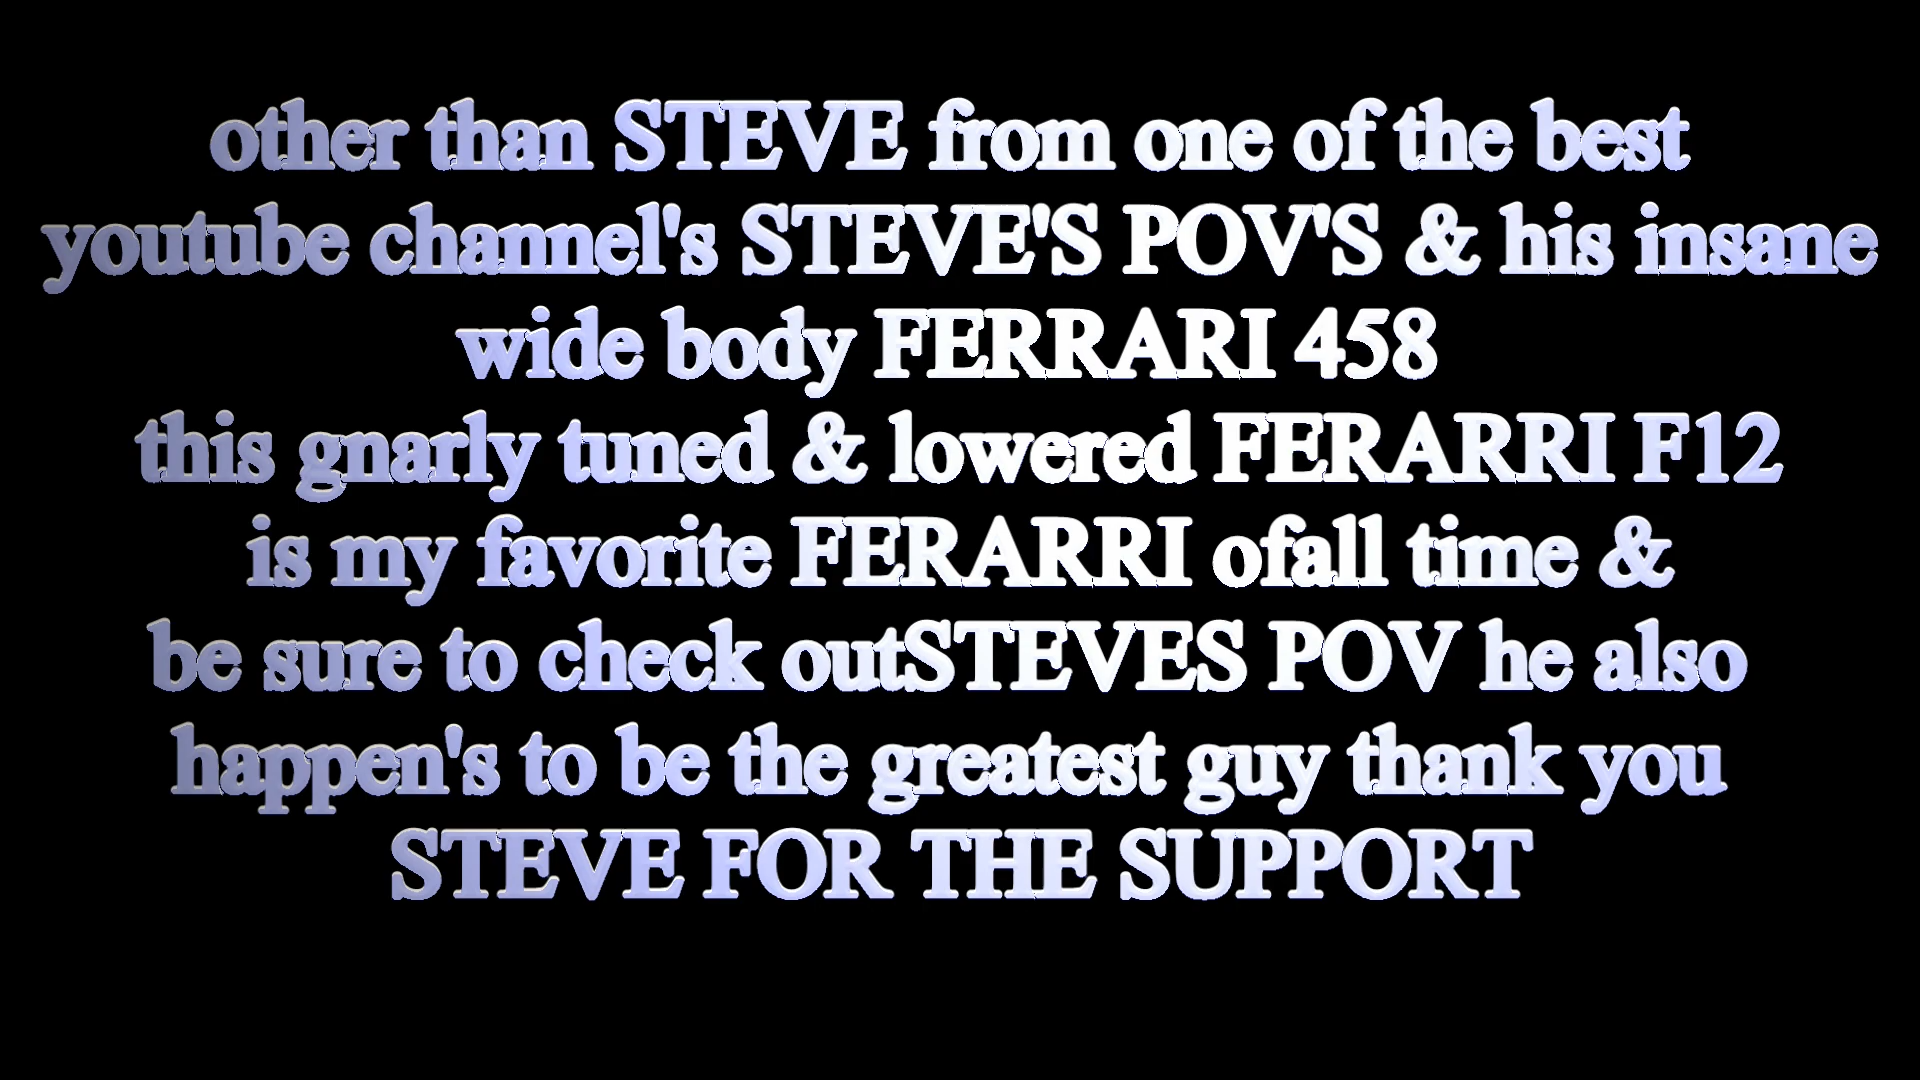 other than STEVE from one of the best
youtube channel's STEVE'S POV'S & his insane
wide body FERRARI 458
this gnarly tuned & lowered FERARRI F12
is my favorite FERARRI ofall time &
be sure to check outSTEVES POV he also
happen's to be the greatest guy thank you
STEVE FOR THE SUPPORT